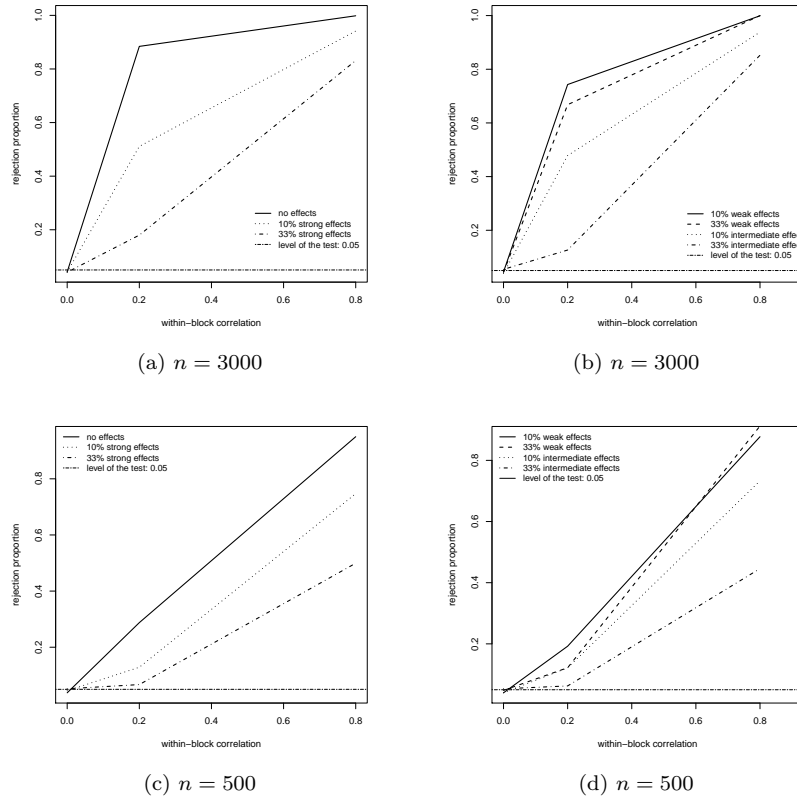 rejection proportion
1.0
0.8
0.6
0.4
0.2
no effects
10% strong effects
33% strong effects
level of the test: 0.05
0.0 0.2 0.4 0.6 0.8
within−block correlation
(a) n = 3000
rejection proportion
1.0
0.8
0.6
0.4
0.2
10% weak effects
33% weak effects
10% intermediate effe
33% intermediate effe
level of the test: 0.05
0.0 0.2 0.4 0.6 0.8
within−block correlation
(b) n = 3000
rejection proportion
0.8
0.6
0.4
0.2
no effects
10% strong effects
33% strong effects
level of the test: 0.05
0.0 0.2 0.4 0.6 0.8
within−block correlation
(c) n = 500
rejection proportion
0.8
0.6
0.4
0.2
10% weak effects
33% weak effects
10% intermediate effects
33% intermediate effects
level of the test: 0.05
0.0 0.2 0.4 0.6 0.8
within−block correlation
(d) n = 500